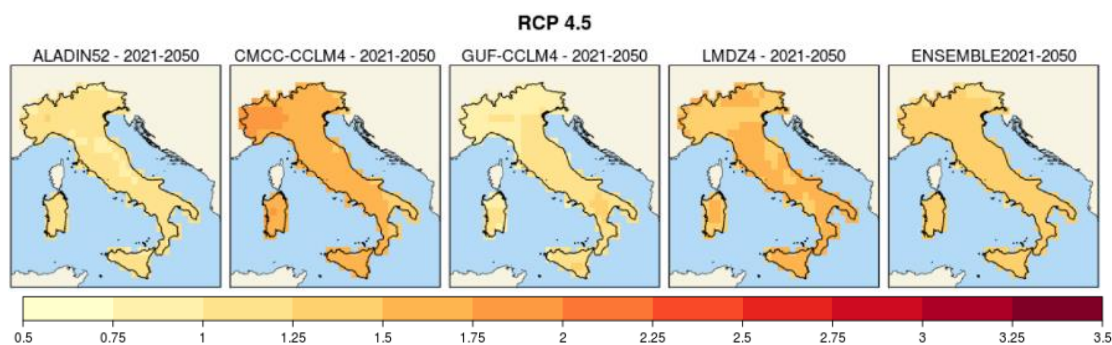 RCP 4.5
ALADIN52 - 2021-2050
CMCC-CCLM4 - 2021-2050
GUF-CCLM4 - 2021-2050
LMDZ4 - 2021-2050
ENSEMBLE2021-2050
0.5 0.75 1 1.25 1.5 1.75 2 2.25 2.5 2.75 3 3.25 3.5